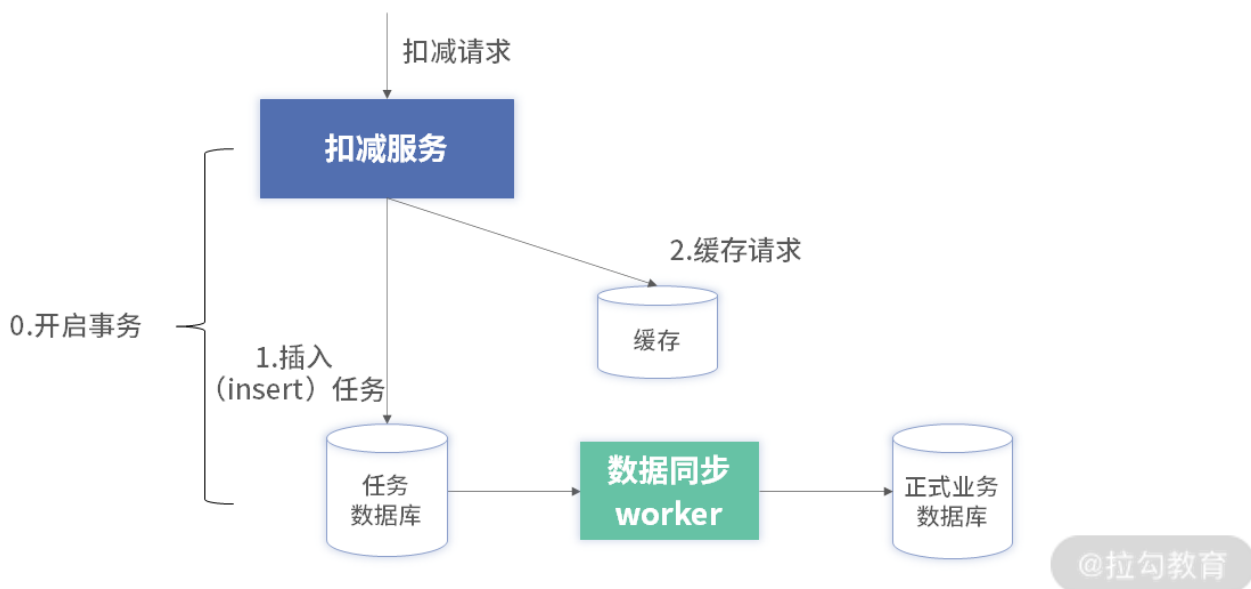 扣减请求
扣减服务
2.缓存请求
缓存
0.开启事务
1.插入
（insert）任务
任务
数据库
数据同步
worker
正式业务
数据库
@拉勾教育